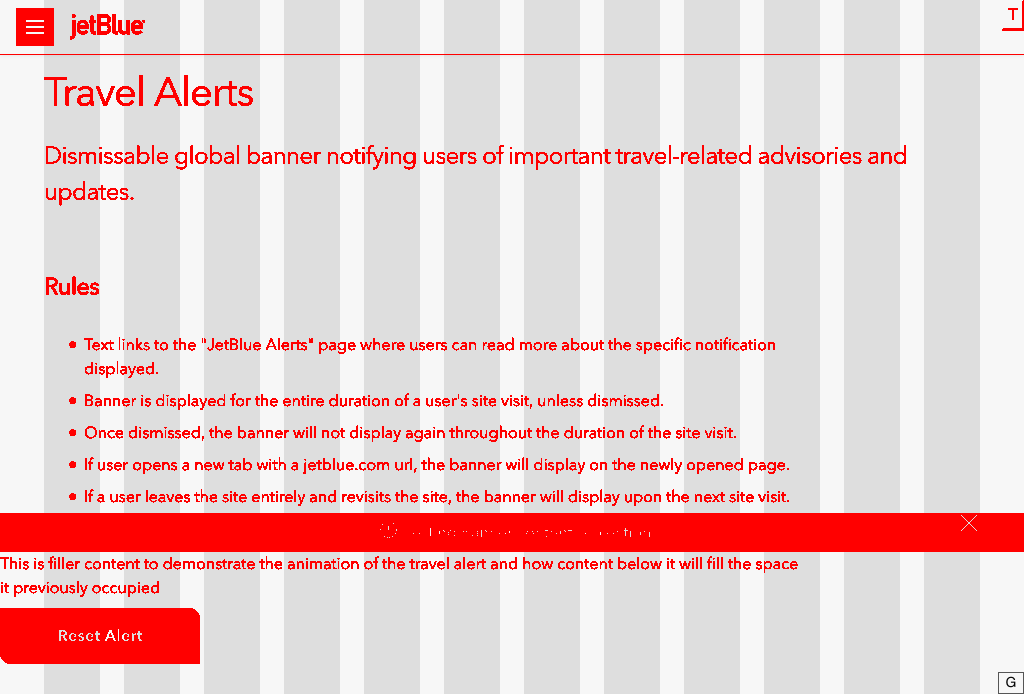 jetBlue
T
Travel Alerts
Dismissable global banner notifying users of important travel-related advisories and
updates.
Rules
Text links to the "JetBlue Alerts" page where users can read more about the specific notification
displayed.
Banner is displayed for the entire duration of a user's site visit, unless dismissed.
Once dismissed, the banner will not display again throughout the duration of the site visit.
If user opens a new tab with a jetblue.com url, the banner will display on the newly opened page.
If a user leaves the site entirely and revisits the site, the banner will display upon the next site visit.
This is filler content to demonstrate the animation of the travel alert and how content below it will fill the space
it previously occupied
Reset Alert
G